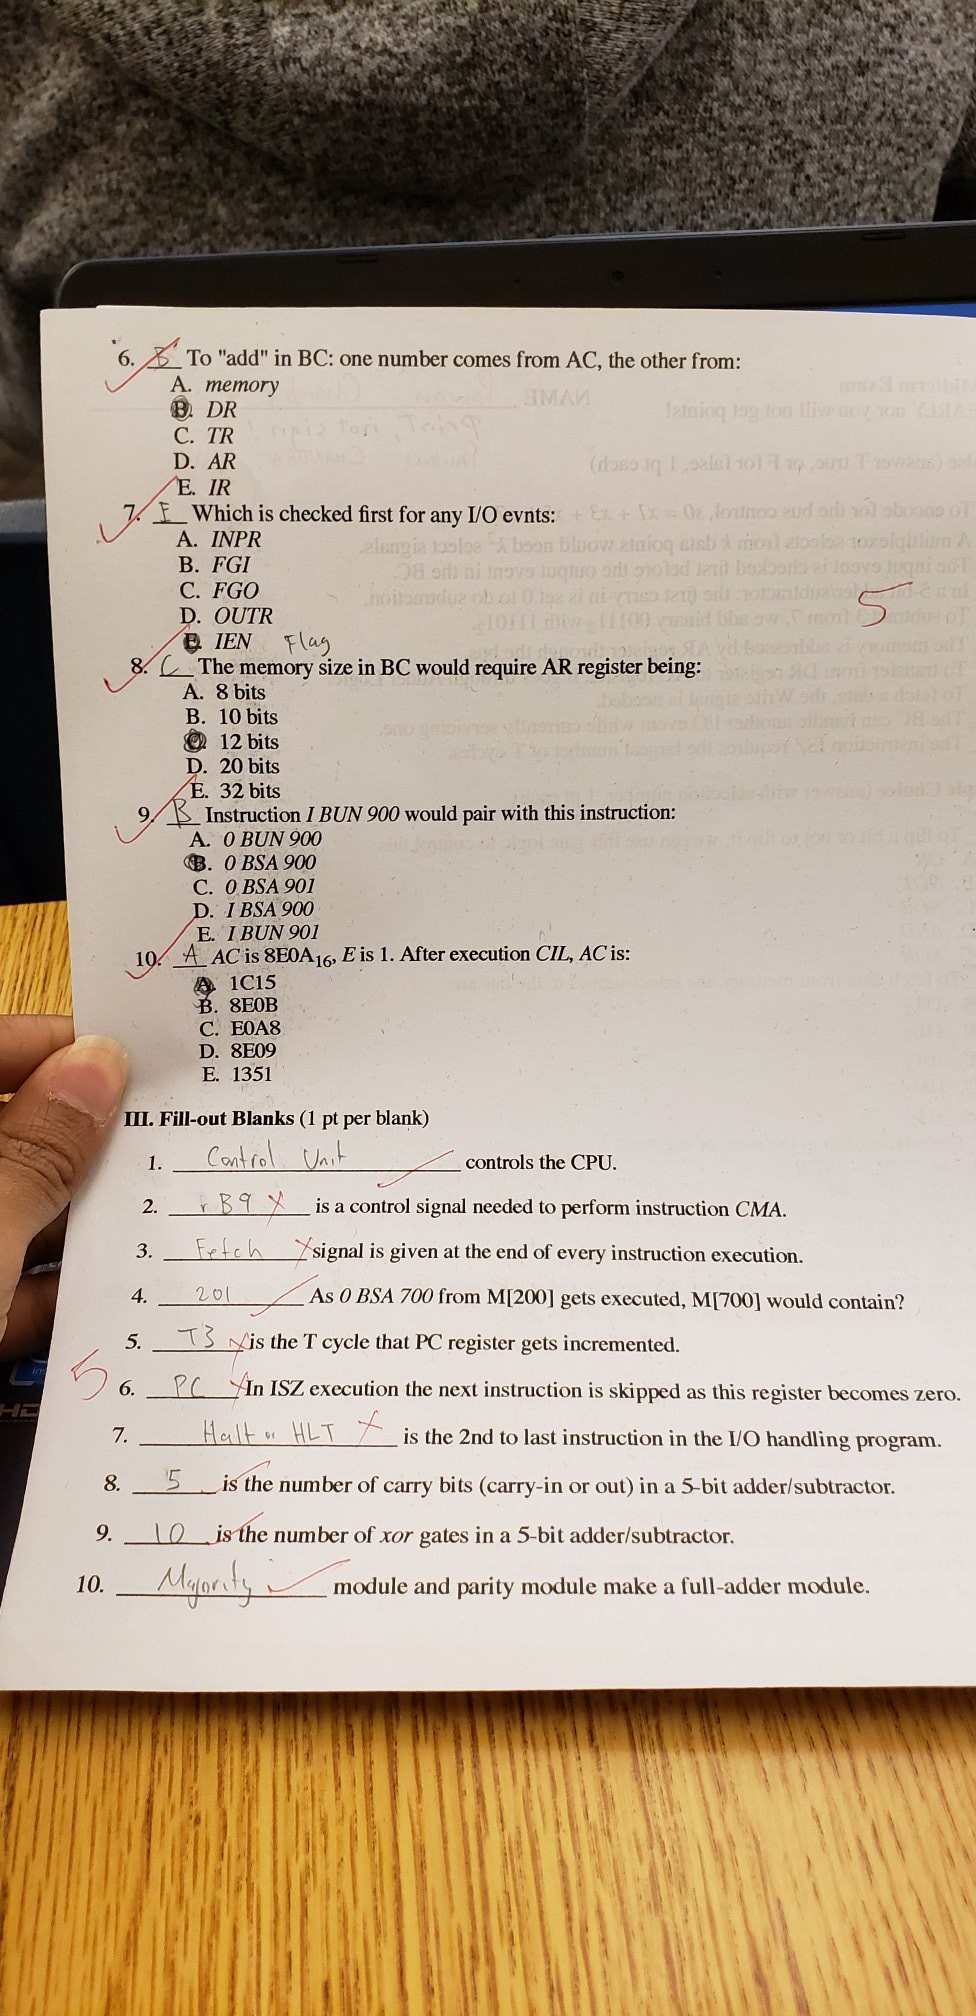 6. B To "add" in BC: one number comes from AC, the other from:
A. memory
B. DR
C. TR
D. AR
E. IR
7. E Which is checked first for any I/O evnts:
A. INPR
B. FGI
C. FGO
D. OUTR
E. IEN Flag
5
8. C The memory size in BC would require AR register being:
A. 8 bits
B. 10 bits
C. 12 bits
D. 20 bits
E. 32 bits
9. B Instruction I BUN 900 would pair with this instruction:
A. 0 BUN 900
B. 0 BSA 900
C. 0 BSA 901
D. I BSA 900
E. I BUN 901
10. A AC is 8E0A16, E is 1. After execution CIL, AC is:
A. 1C15
B. 8E0B
C. E0A8
D. 8E09
E. 1351
III. Fill-out Blanks (1 pt per blank)
1. Control Unit controls the CPU.
2. rB9 is a control signal needed to perform instruction CMA.
3. Fetch signal is given at the end of every instruction execution.
4. 201 As 0 BSA 700 from M[200] gets executed, M[700] would contain?
5. T3 is the T cycle that PC register gets incremented.
5
6. PC In ISZ execution the next instruction is skipped as this register becomes zero.
7. Halt or HLT is the 2nd to last instruction in the I/O handling program.
8. 5 is the number of carry bits (carry-in or out) in a 5-bit adder/subtractor.
9. 10 is the number of xor gates in a 5-bit adder/subtractor.
10. Majority module and parity module make a full-adder module.